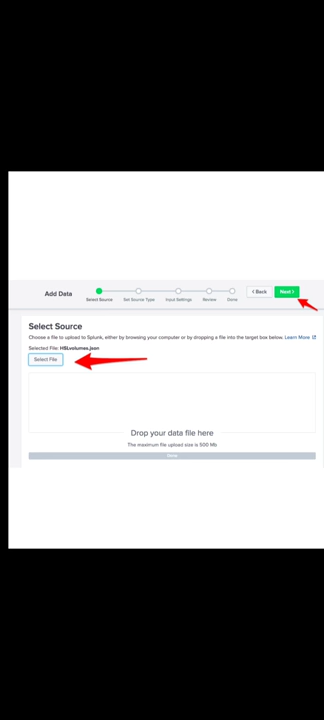 Add Data
Select Source
Set Source Type
Input Settings
Review
Done
< Back
Next >
Select Source
Choose a file to upload to Splunk, either by browsing your computer or by dropping a file into the target box below. Learn More
Selected File: HSLvolumes.json
Select File
Drop your data file here
The maximum file upload size is 500 Mb
Done